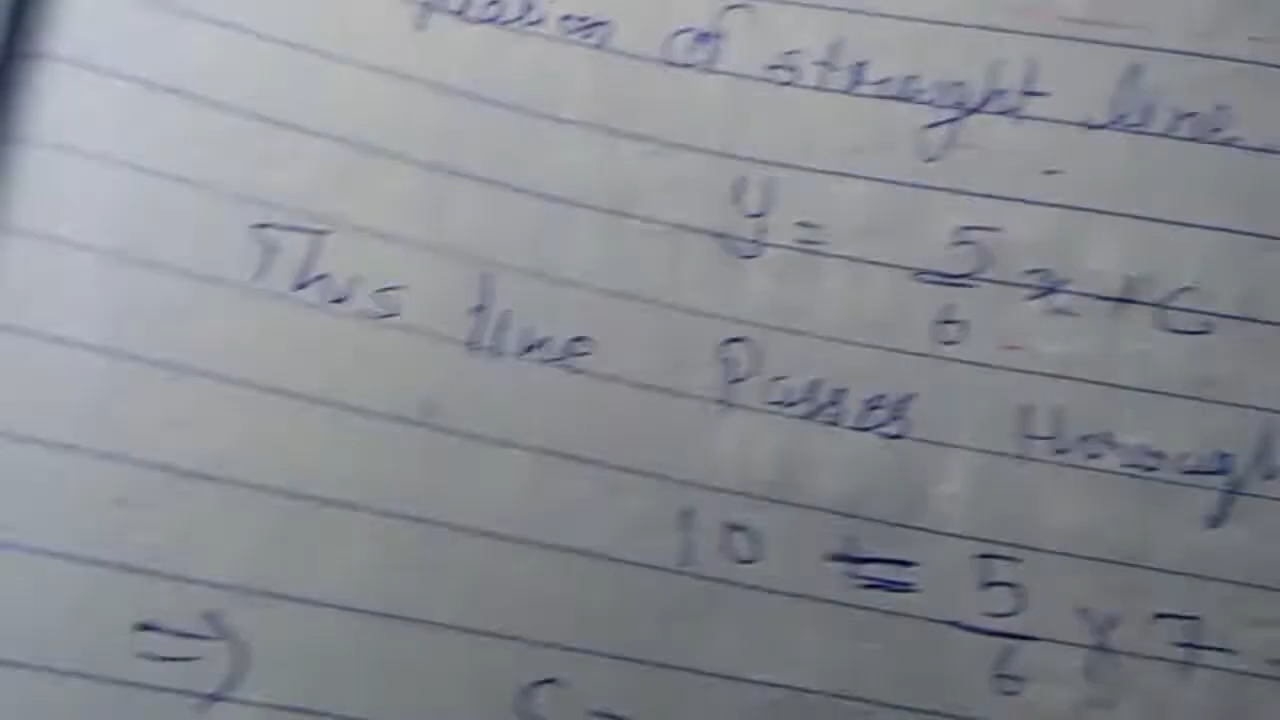 of straight line
y = 5/6 x + C
This line Passes through
10 = 5/6 x 7
=> C =